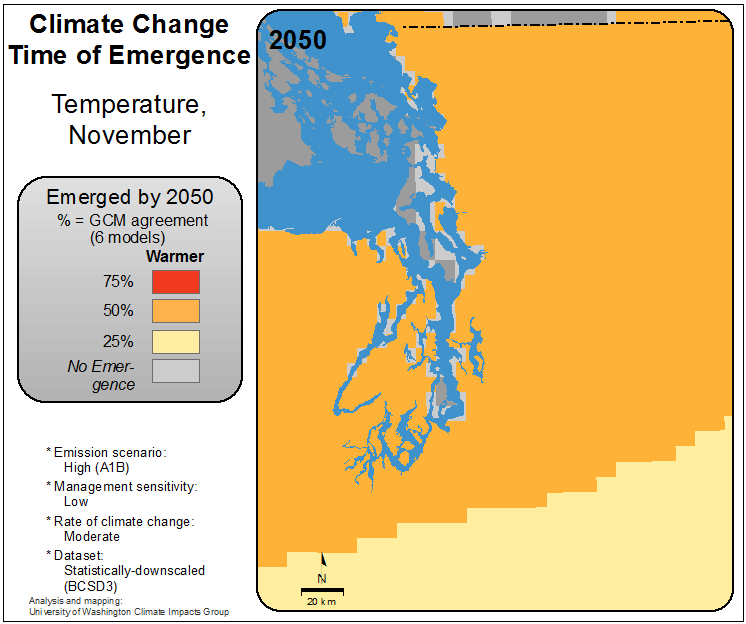 Climate Change
Time of Emergence
Temperature,
November
Emerged by 2050
% = GCM agreement
(6 models)
Warmer
75%
50%
25%
No Emer-
gence
* Emission scenario:
High (A1B)
* Management sensitivity:
Low
* Rate of climate change:
Moderate
* Dataset:
Statistically-downscaled
(BCSD3)
Analysis and mapping:
University of Washington Climate Impacts Group
2050
N
20 km